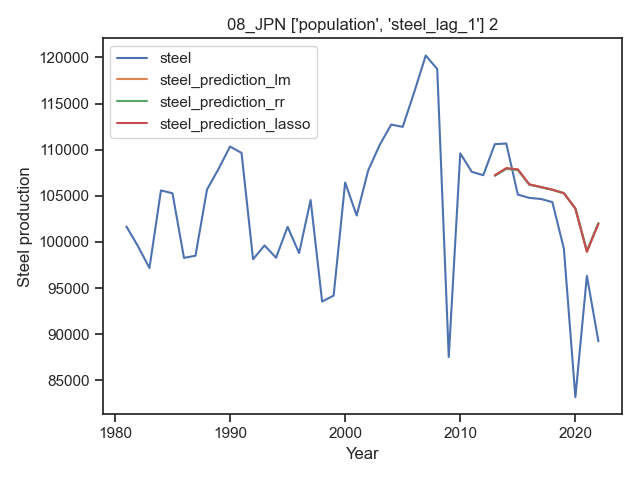 08_JPN ['population', 'steel_lag_1'] 2
steel
steel_prediction_lm
steel_prediction_rr
steel_prediction_lasso
120000
115000
110000
105000
100000
95000
90000
85000
Steel production
1980
1990
2000
2010
2020
Year